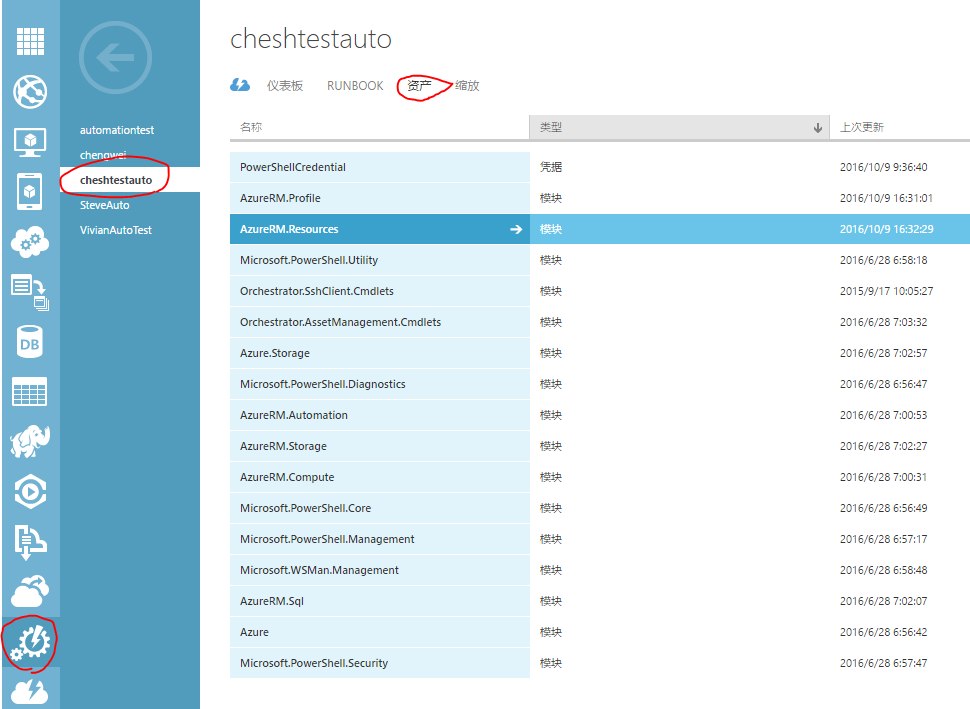 cheshtestauto
仪表板 RUNBOOK 资产 缩放
automationtest
chengwei
cheshtestauto
SteveAuto
VivianAutoTest
DB
名称 类型 上次更新
PowerShellCredential 凭据 2016/10/9 9:36:40
AzureRM.Profile 模块 2016/10/9 16:31:01
AzureRM.Resources 模块 2016/10/9 16:32:29
Microsoft.PowerShell.Utility 模块 2016/6/28 6:58:18
Orchestrator.SshClient.Cmdlets 模块 2015/9/17 10:05:27
Orchestrator.AssetManagement.Cmdlets 模块 2016/6/28 7:03:32
Azure.Storage 模块 2016/6/28 7:02:57
Microsoft.PowerShell.Diagnostics 模块 2016/6/28 6:56:47
AzureRM.Automation 模块 2016/6/28 7:00:53
AzureRM.Storage 模块 2016/6/28 7:02:27
AzureRM.Compute 模块 2016/6/28 7:00:31
Microsoft.PowerShell.Core 模块 2016/6/28 6:56:49
Microsoft.PowerShell.Management 模块 2016/6/28 6:57:17
Microsoft.WSMan.Management 模块 2016/6/28 6:58:48
AzureRM.Sql 模块 2016/6/28 7:02:07
Azure 模块 2016/6/28 6:56:42
Microsoft.PowerShell.Security 模块 2016/6/28 6:57:47